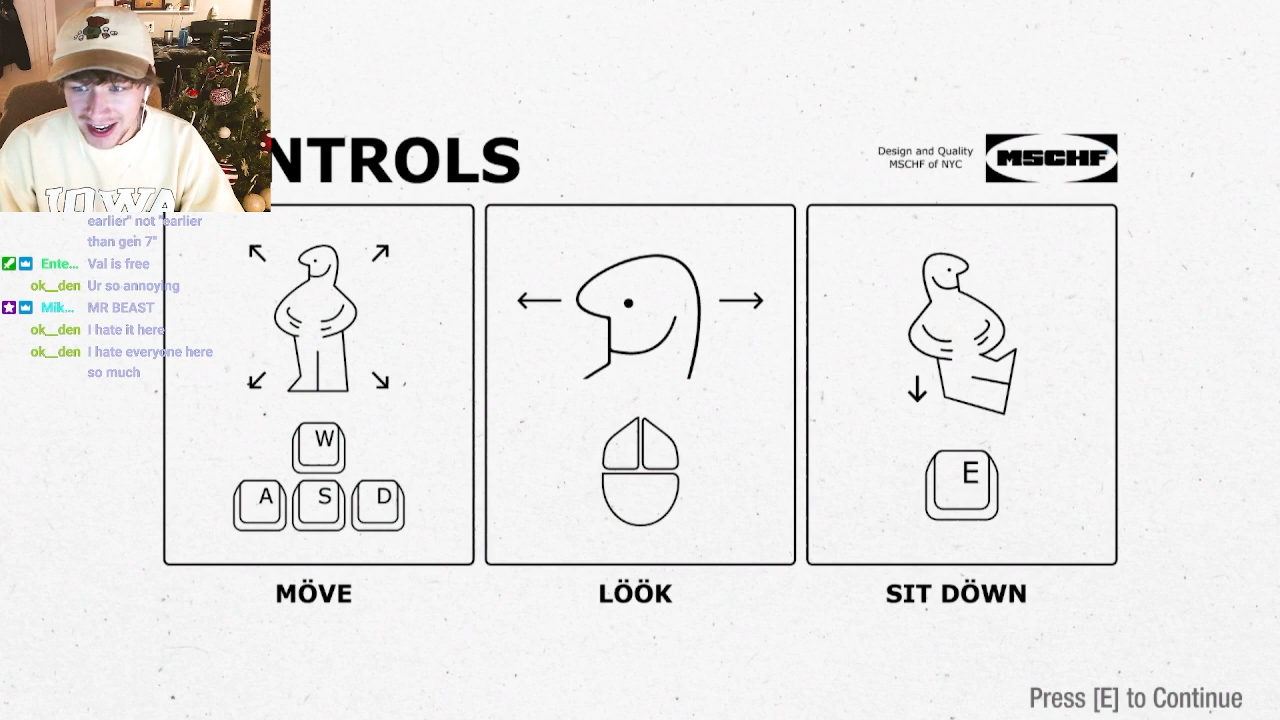 NTROLS
Design and Quality
MSCHF of NYC
MSCHF
earlier" not "earlier
than gen 7"
Ente... Val is free
ok__den Ur so annoying
Mik... MR BEAST
ok__den I hate it here
ok__den I hate everyone here
so much
W
A S D
E
MÖVE
LÖÖK
SIT DÖWN
Press [E] to Continue
IOWA